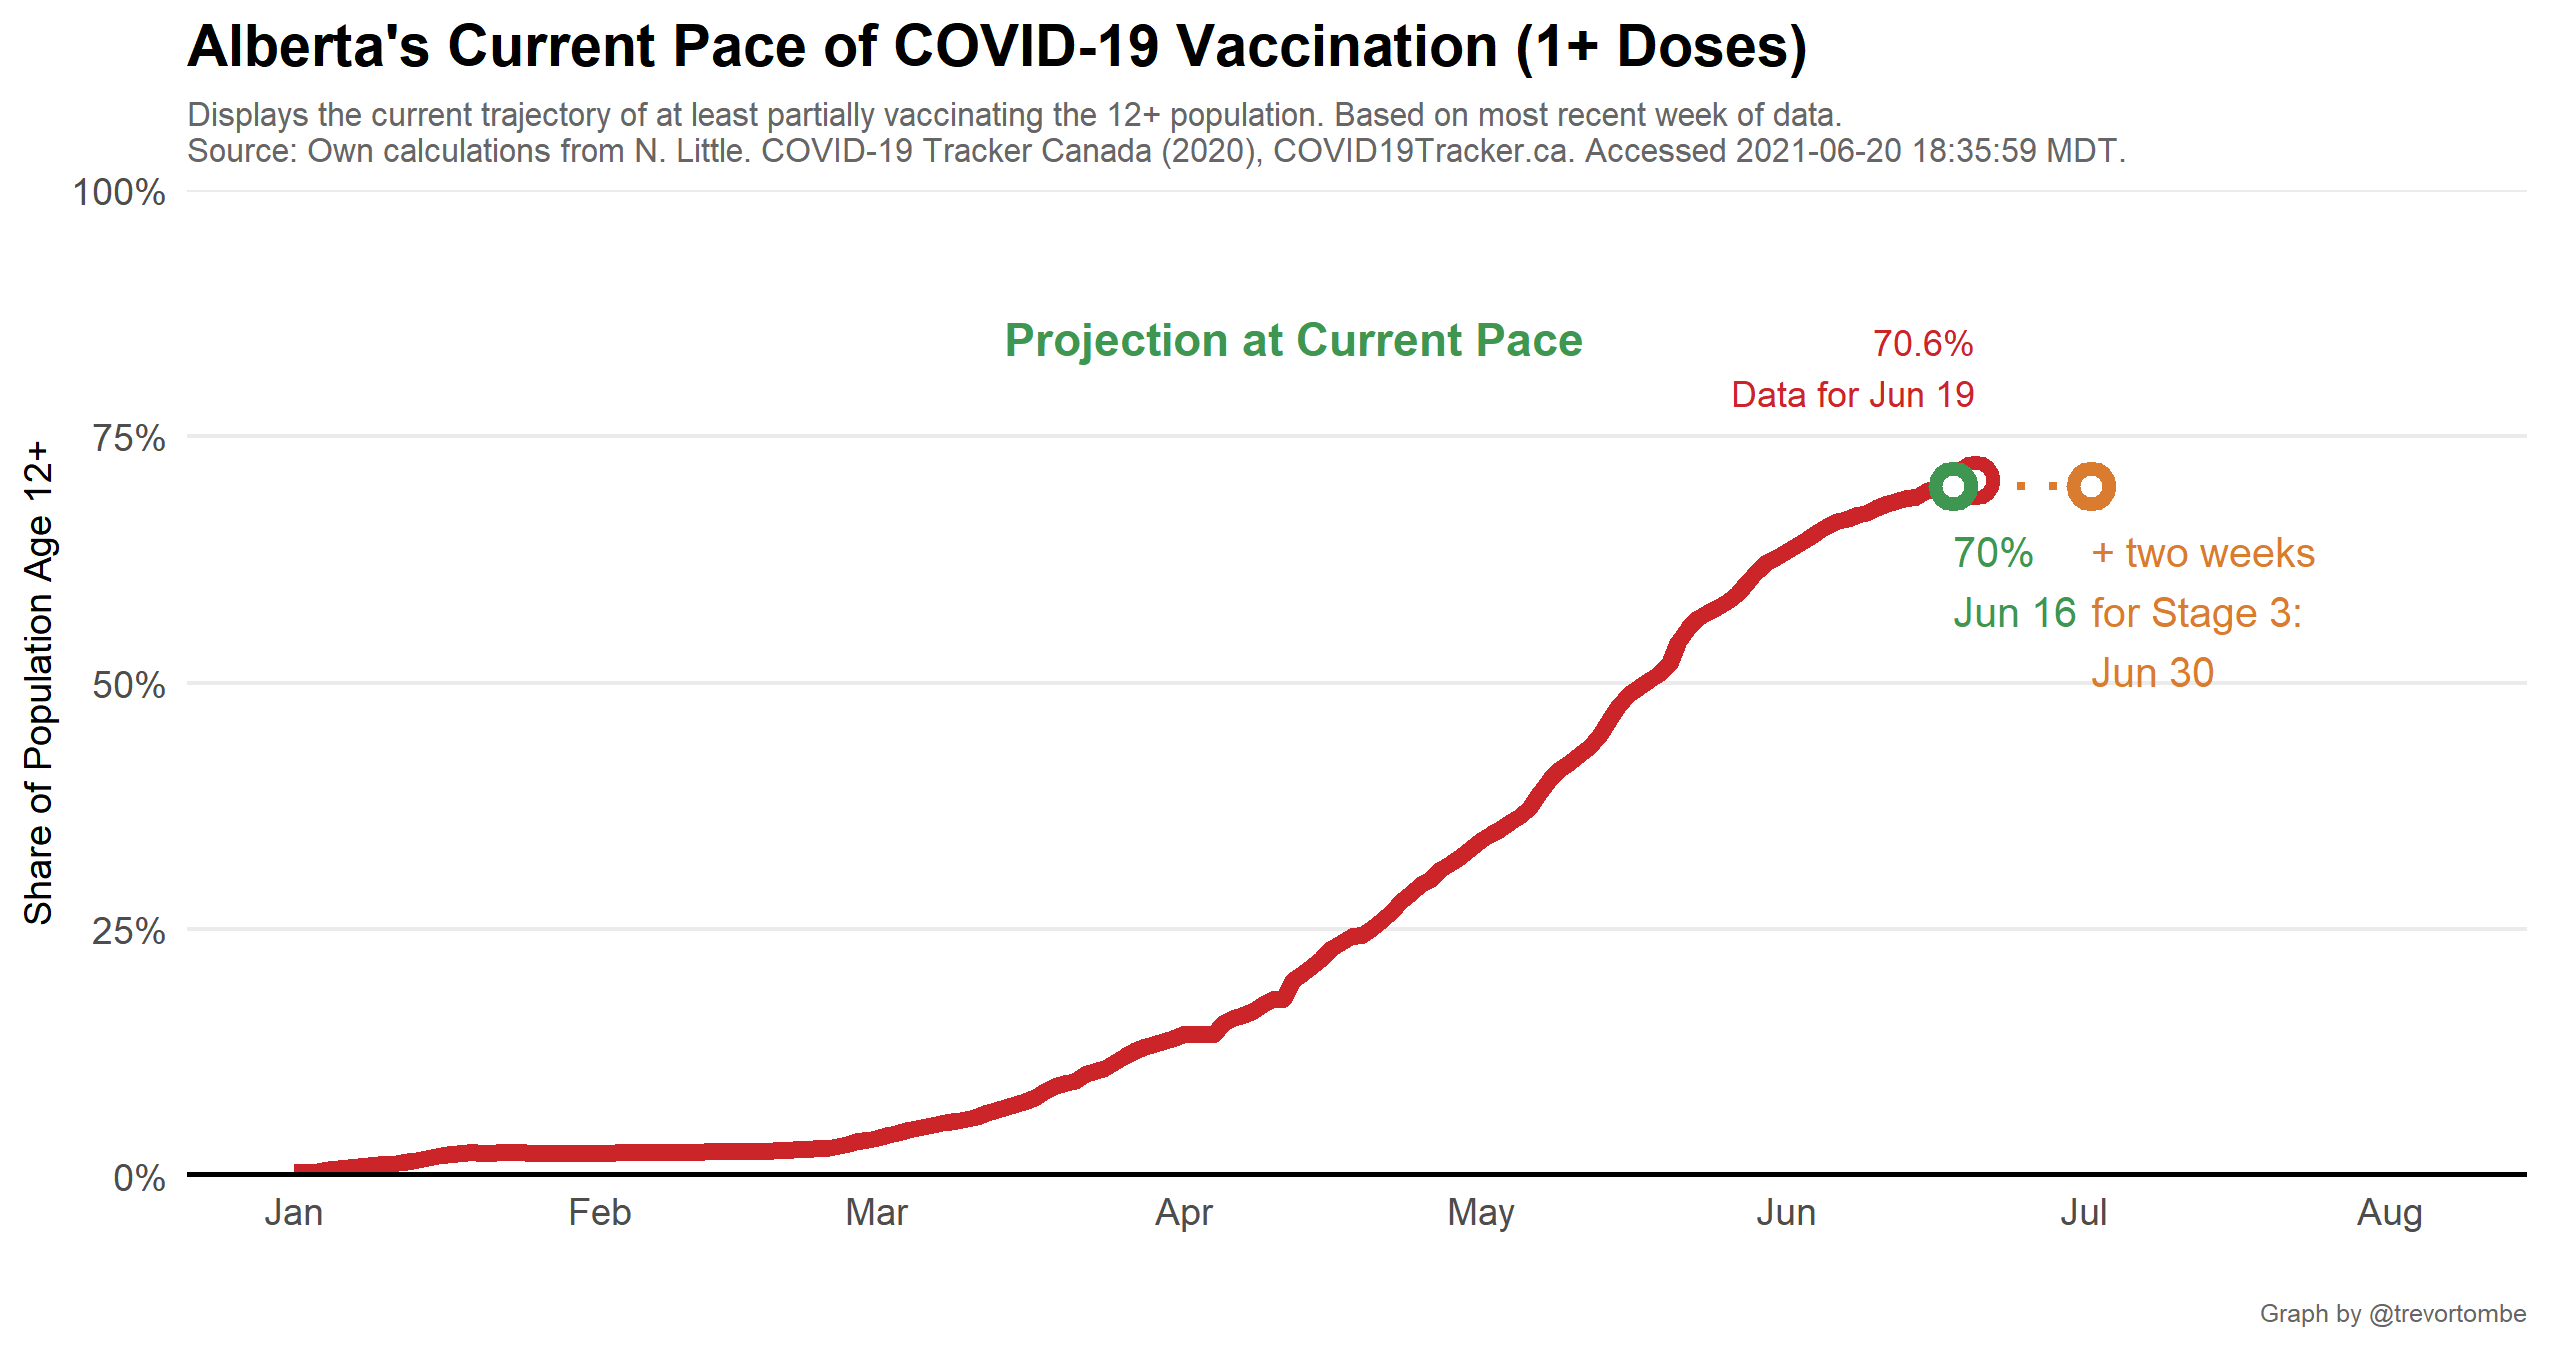 Alberta's Current Pace of COVID-19 Vaccination (1+ Doses)
Displays the current trajectory of at least partially vaccinating the 12+ population. Based on most recent week of data.
Source: Own calculations from N. Little. COVID-19 Tracker Canada (2020), COVID19Tracker.ca. Accessed 2021-06-20 18:35:59 MDT.
100%
75%
50%
25%
0%
Share of Population Age 12+
Projection at Current Pace
70.6%
Data for Jun 19
70%
Jun 16
+ two weeks
for Stage 3:
Jun 30
Jan
Feb
Mar
Apr
May
Jun
Jul
Aug
Graph by @trevortombe